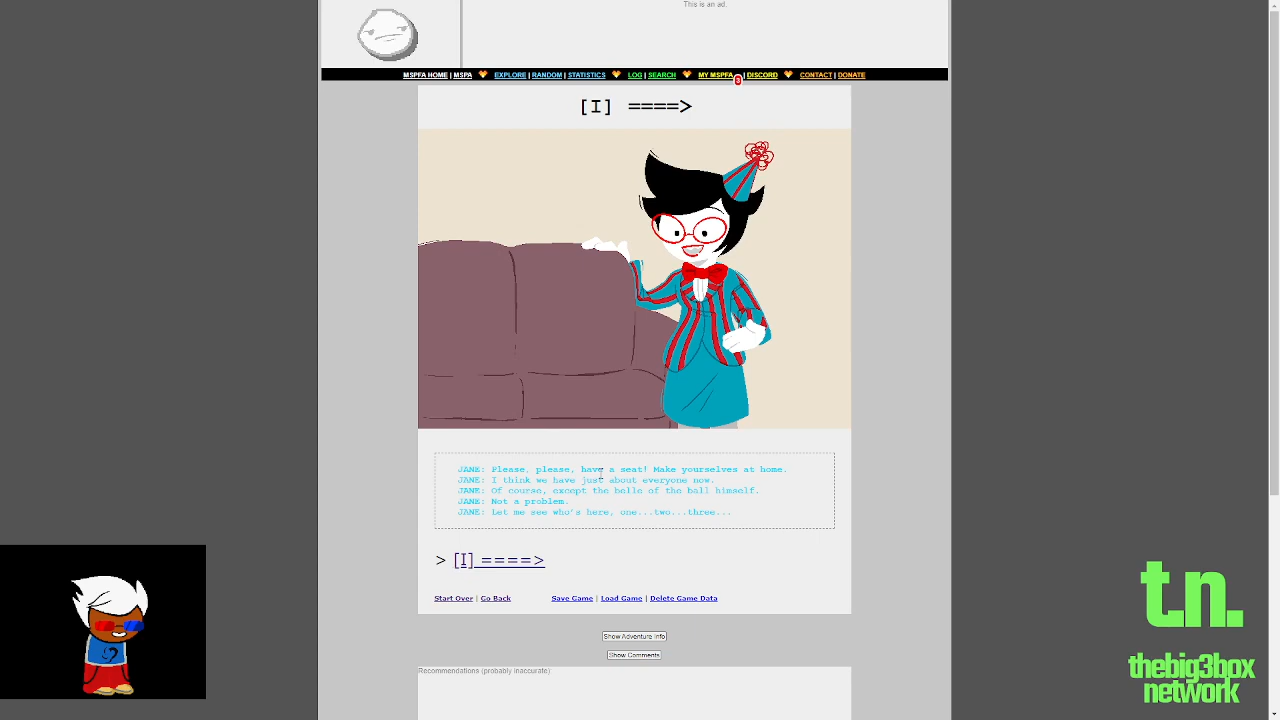 This is an ad.
MSPFA HOME | MSPA EXPLORE | RANDOM | STATISTICS LOG | SEARCH MY MSPFA | DISCORD CONTACT | DONATE
3
[I] ====>
JANE: Please, please, have a seat! Make yourselves at home.
JANE: I think we have just about everyone now.
JANE: Of course, except the belle of the ball himself.
JANE: Not a problem.
JANE: Let me see who's here, one...two...three...
> [I] ====>
Start Over | Go Back Save Game | Load Game | Delete Game Data
Show Adventure Info
Show Comments
Recommendations (probably inaccurate)
tn.
thebig3box
network